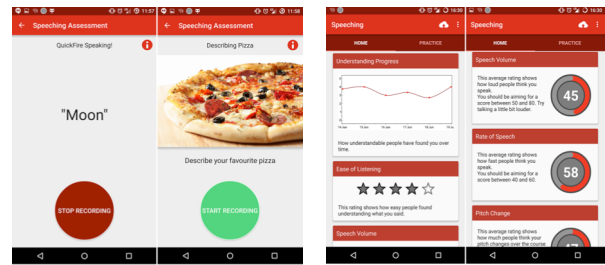 11:57
Speeching Assessment
QuickFire Speaking!
"Moon"
STOP RECORDING
11:58
Speeching Assessment
Describing Pizza
Describe your favourite pizza
START RECORDING
16:30
Speeching
HOME PRACTICE
Understanding Progress
How understandable people have found you over
time.
Ease of Listening
This rating shows how easy people found
understanding what you said.
Speech Volume
16:30
Speeching
HOME PRACTICE
Speech Volume
This average rating shows
how loud people think you
speak.
You should be aiming for a
score between 50 and 80. Try
talking a little bit louder.
45
Rate of Speech
This average rating shows
how fast people think you
speak.
You should be aiming for a
score between 40 and 60.
58
Pitch Change
This average rating shows
how much people think your
pitch changes over the course